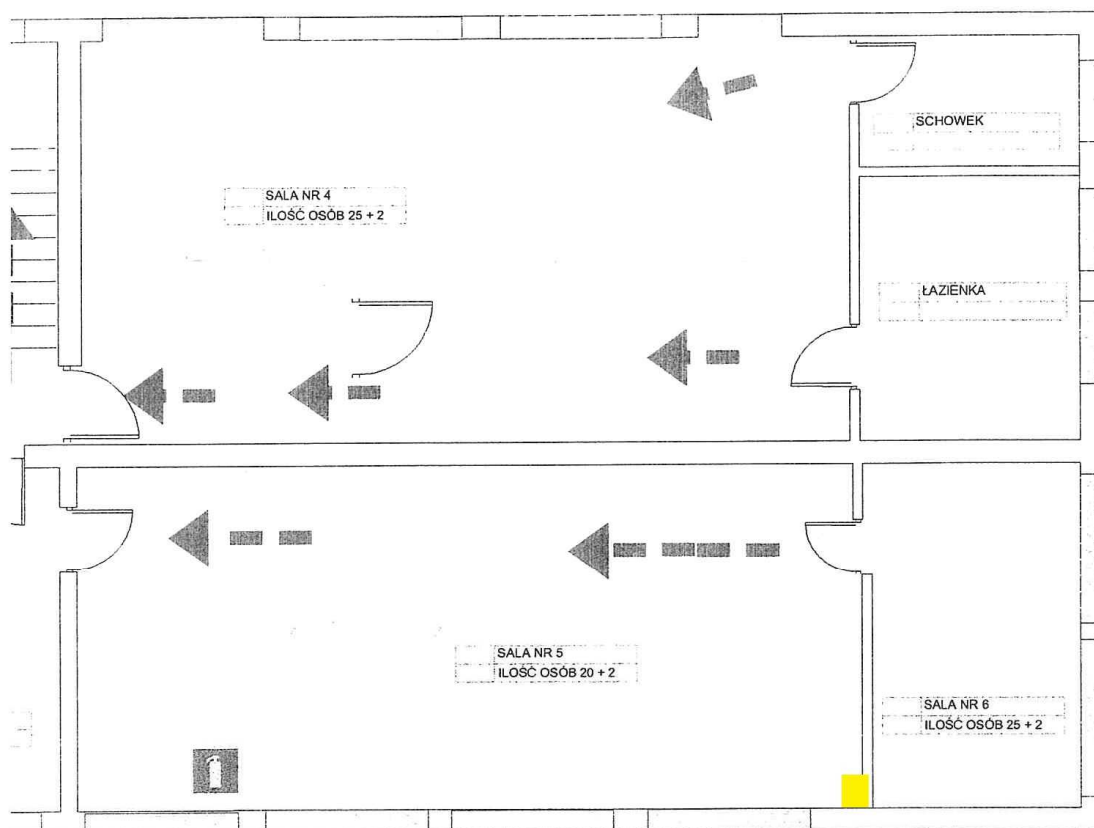 SCHOWEK
SALA NR 4
ILOŚĆ OSÓB 25 + 2
ŁAZIENKA
SALA NR 5
ILOŚĆ OSÓB 20 + 2
SALA NR 6
ILOŚĆ OSÓB 25 + 2